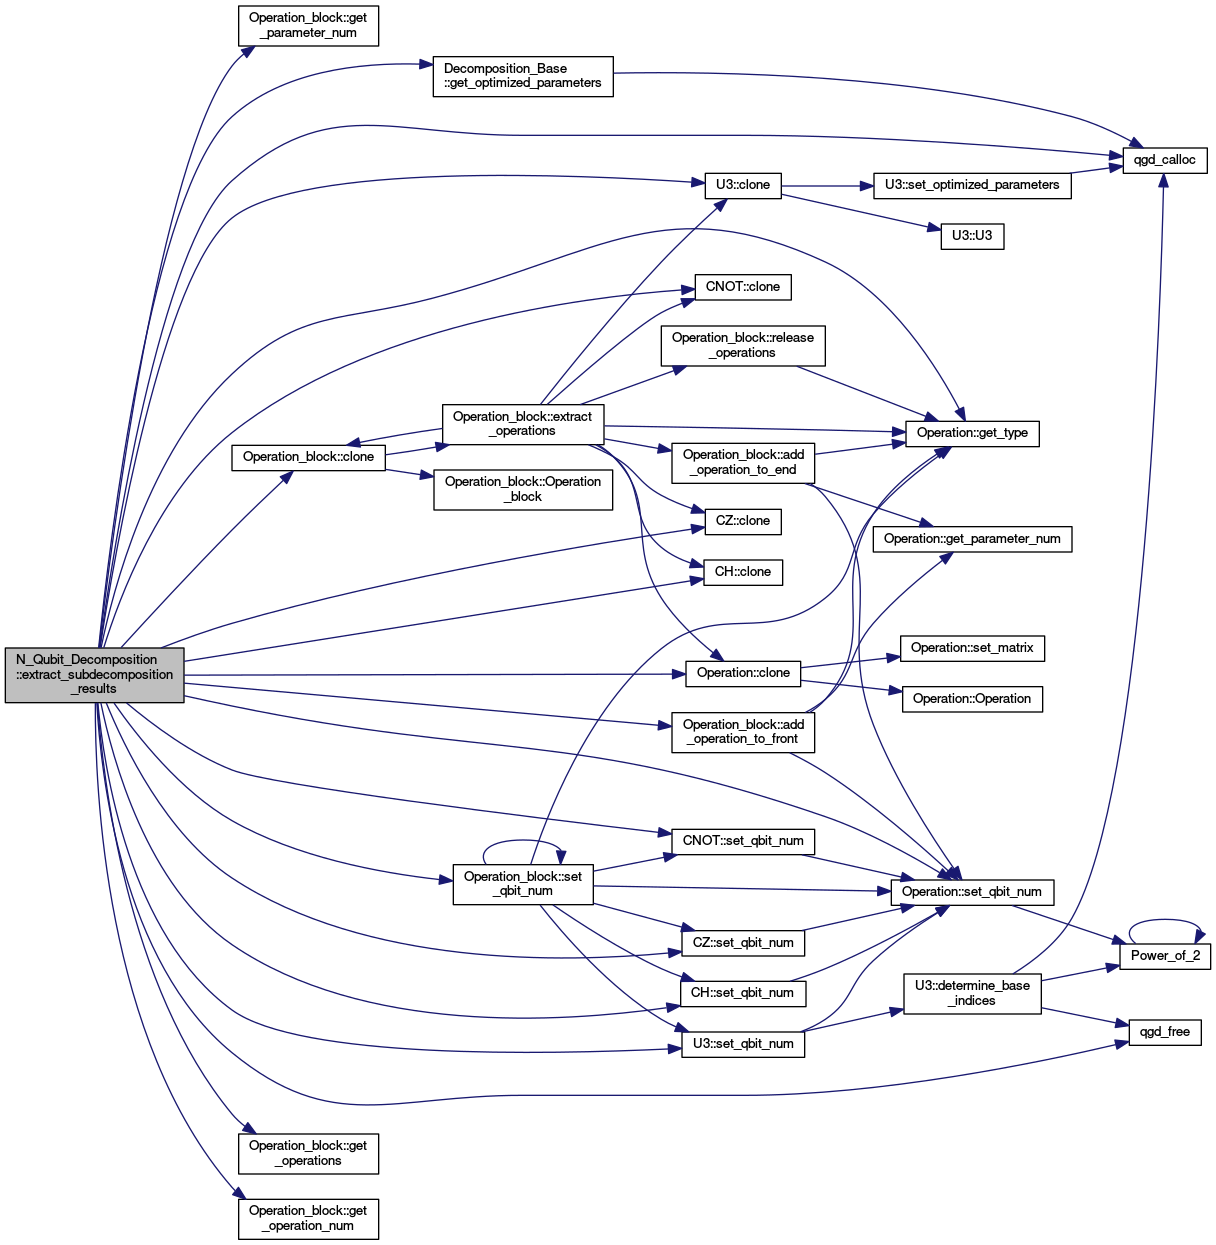 Operation_block::get
_parameter_num
Decomposition_Base
::get_optimized_parameters
qgd_calloc
U3::clone
U3::set_optimized_parameters
U3::U3
CNOT::clone
Operation_block::release
_operations
Operation_block::extract
_operations
Operation::get_type
Operation_block::clone
Operation_block::add
_operation_to_end
Operation_block::Operation
_block
CZ::clone
Operation::get_parameter_num
CH::clone
Operation::set_matrix
N_Qubit_Decomposition
::extract_subdecomposition
_results
Operation::clone
Operation::Operation
Operation_block::add
_operation_to_front
CNOT::set_qbit_num
Operation_block::set
_qbit_num
Operation::set_qbit_num
CZ::set_qbit_num
Power_of_2
CH::set_qbit_num
U3::determine_base
_indices
qgd_free
U3::set_qbit_num
Operation_block::get
_operations
Operation_block::get
_operation_num